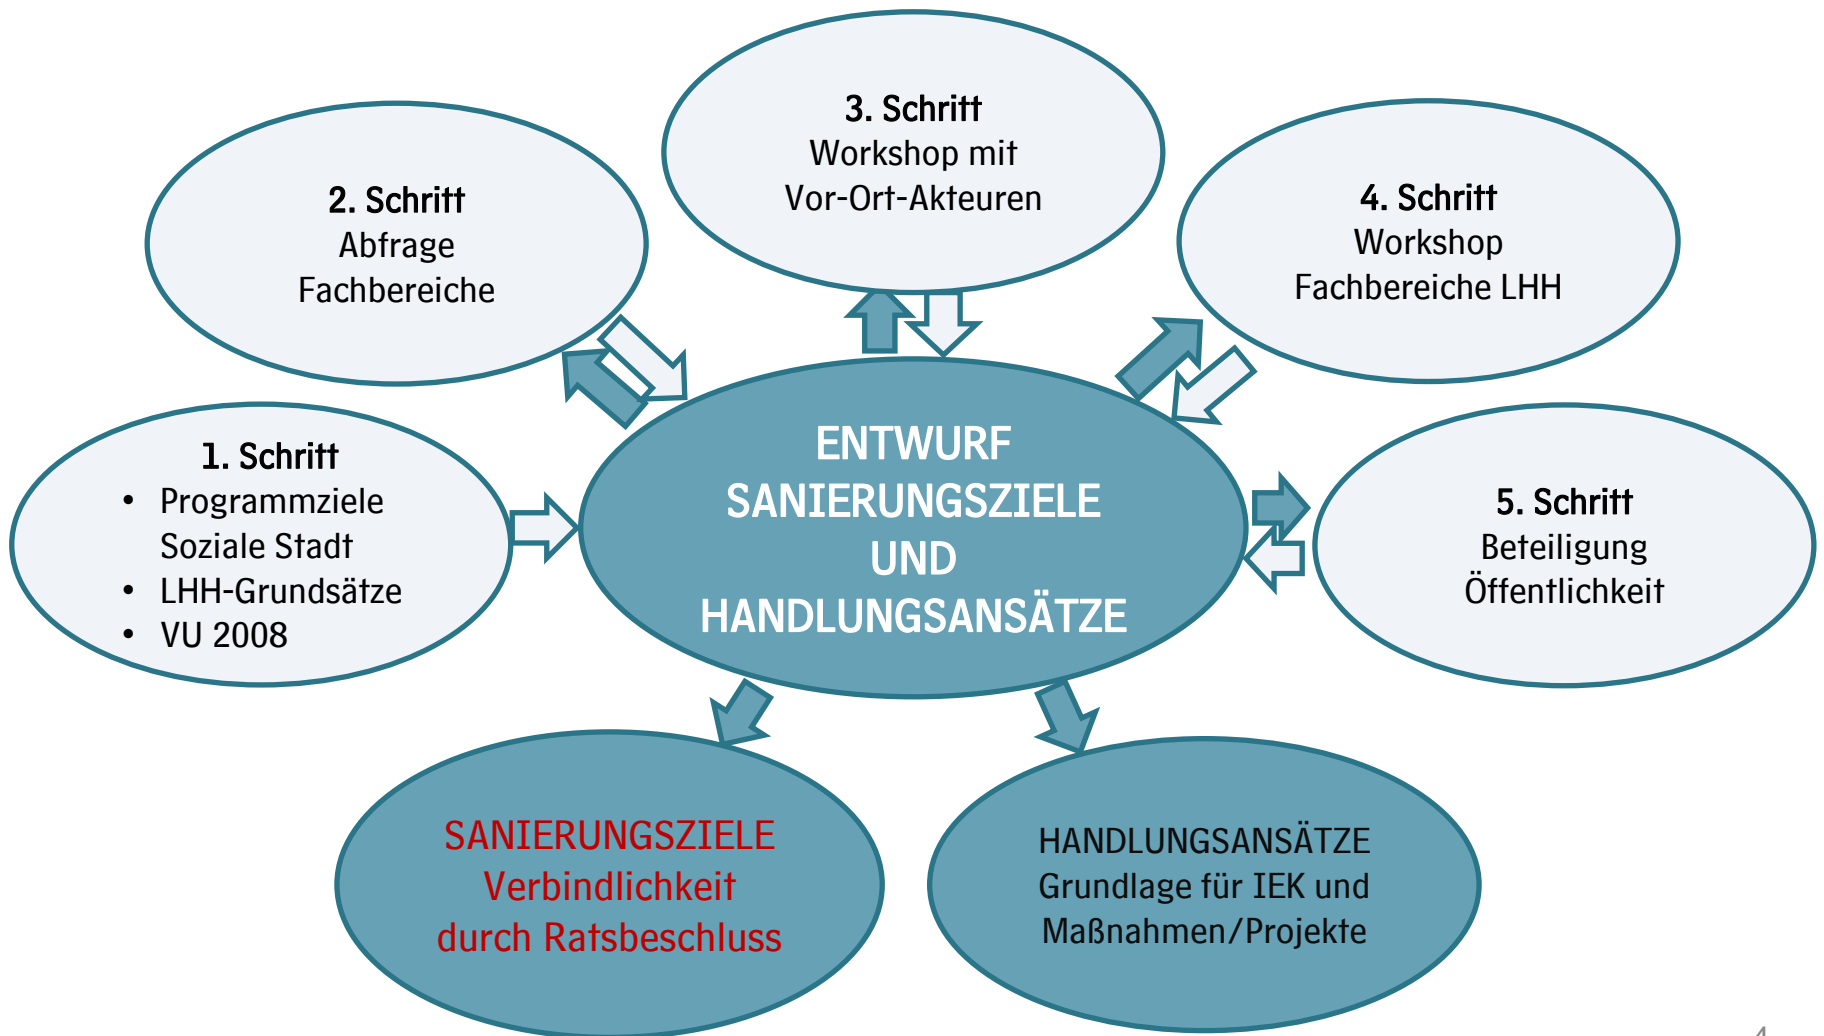 1. Schritt
• Programmziele
Soziale Stadt
• LHH-Grundsätze
• VU 2008
2. Schritt
Abfrage
Fachbereiche
3. Schritt
Workshop mit
Vor-Ort-Akteuren
4. Schritt
Workshop
Fachbereiche LHH
5. Schritt
Beteiligung
Öffentlichkeit
ENTWURF
SANIERUNGSZIELE
UND
HANDLUNGSANSÄTZE
SANIERUNGSZIELE
Verbindlichkeit
durch Ratsbeschluss
HANDLUNGSANSÄTZE
Grundlage für IEK und
Maßnahmen/Projekte
4